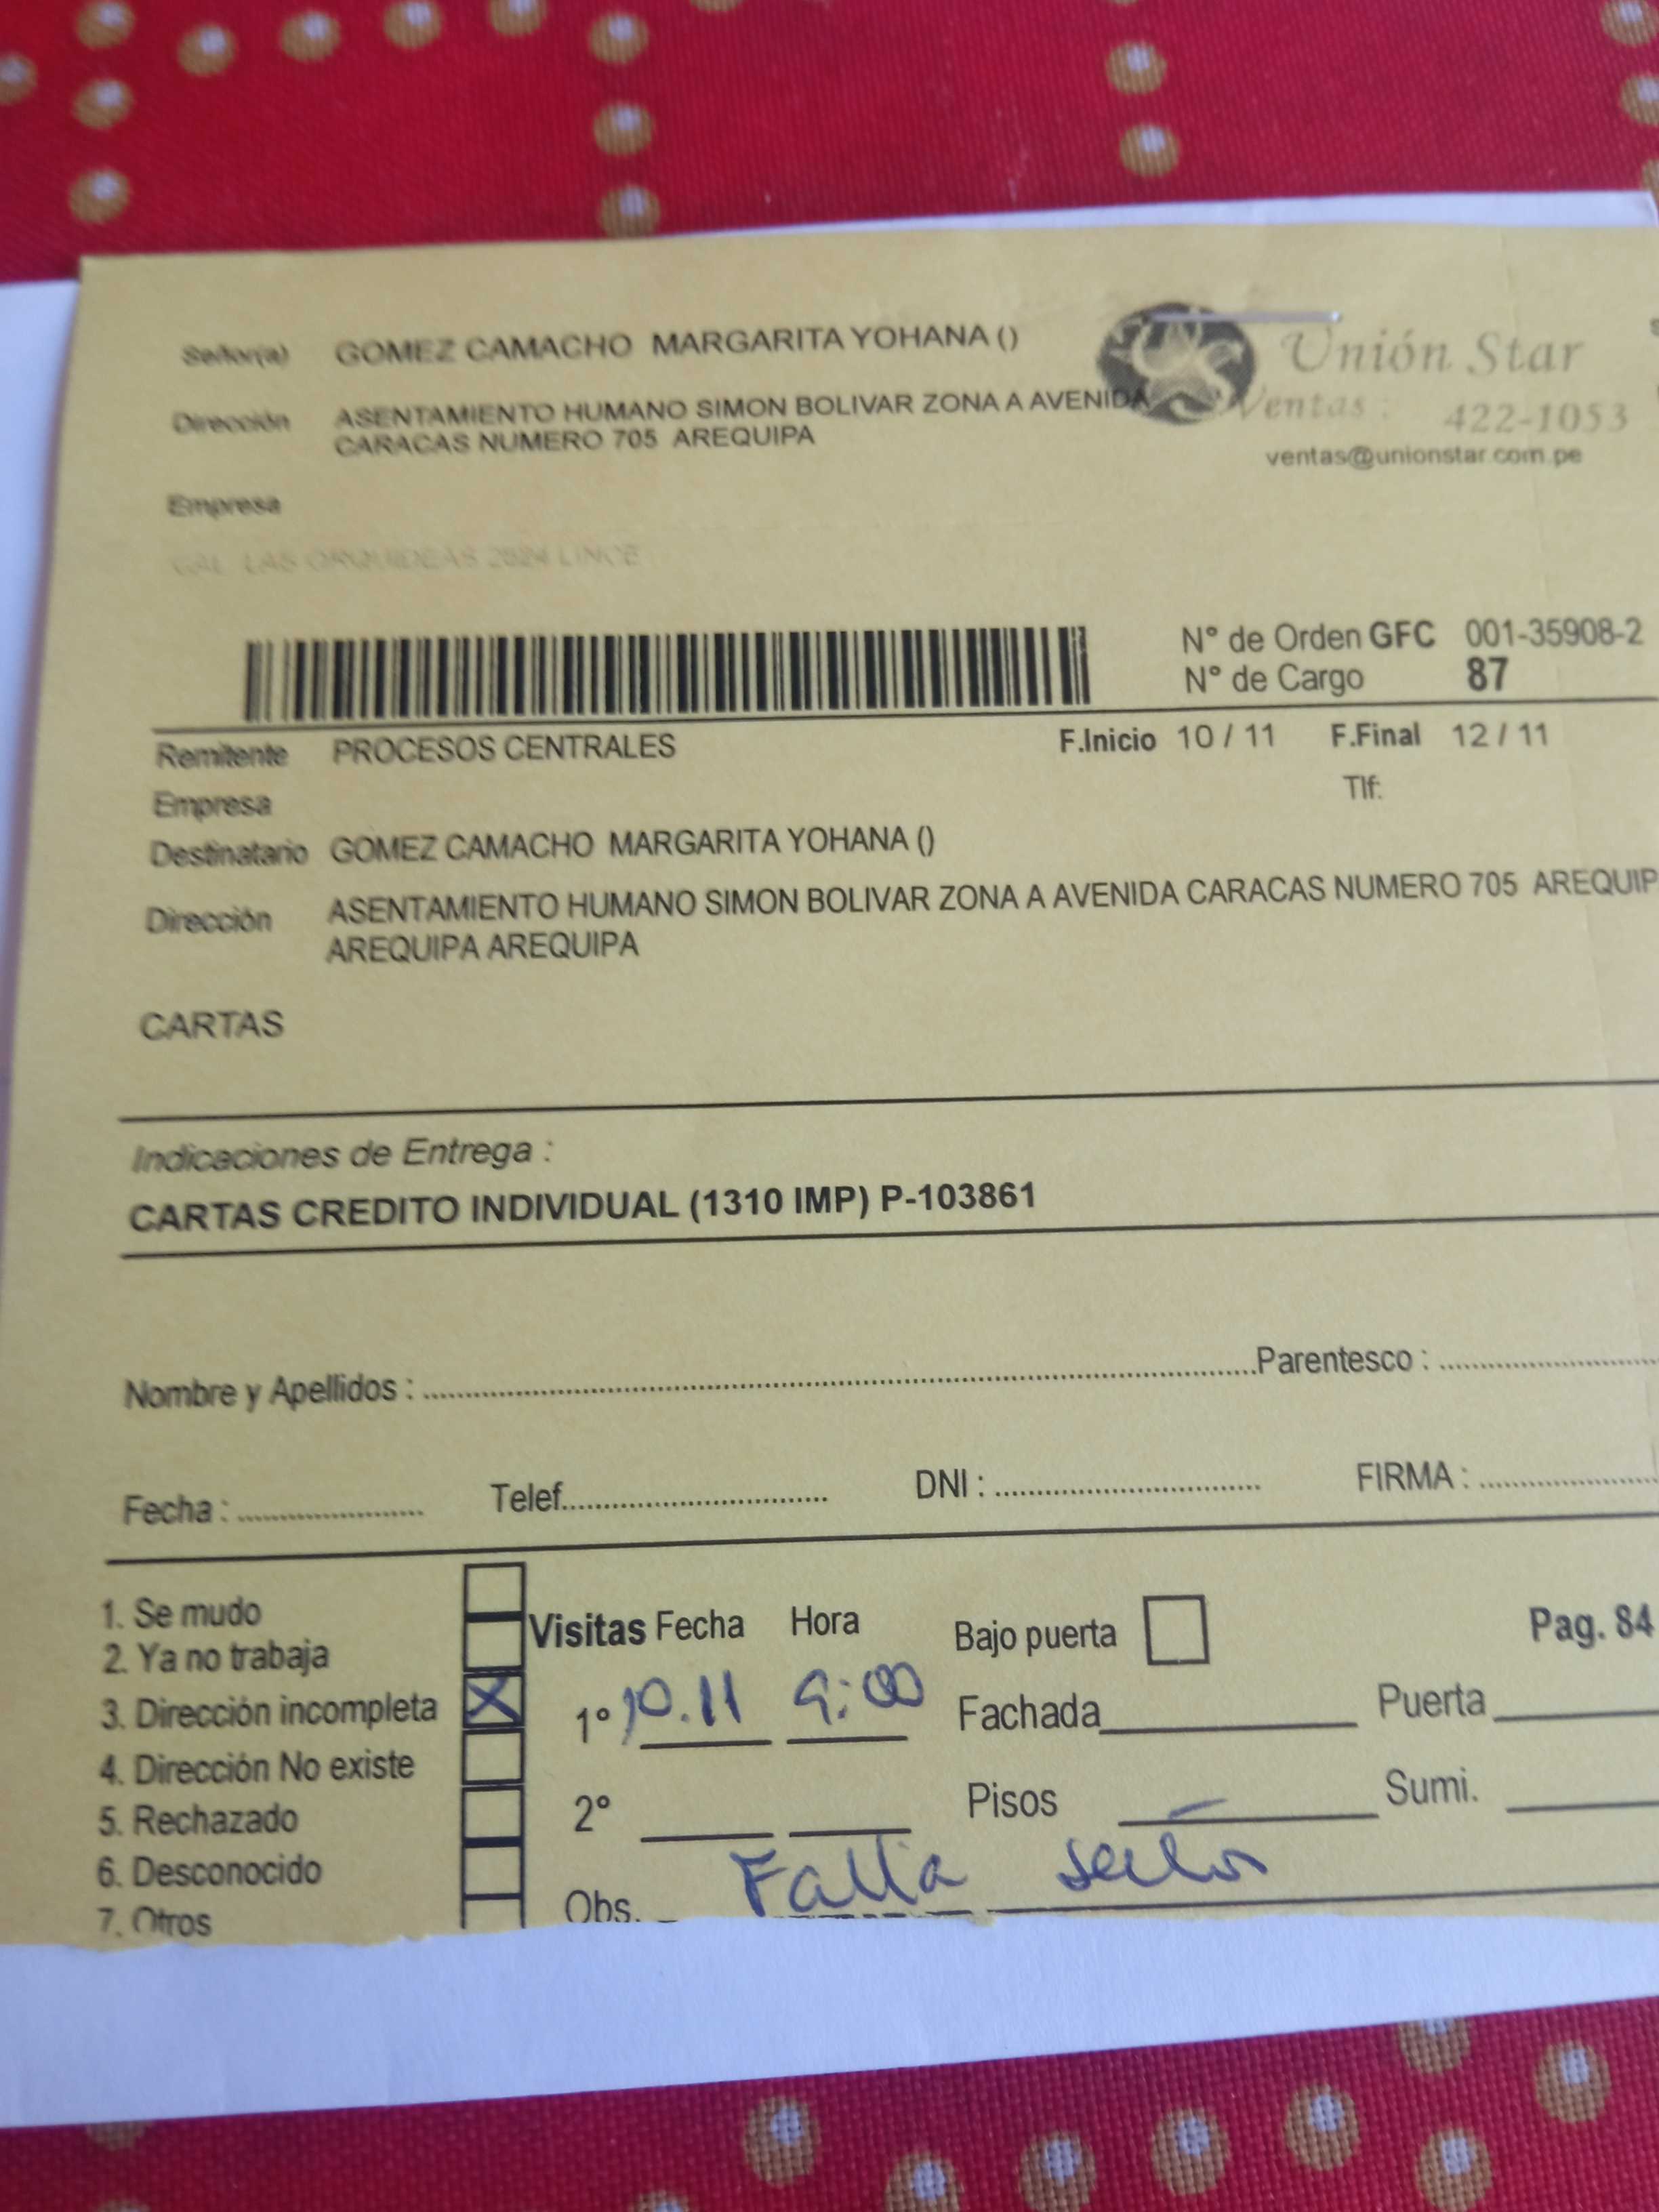 Señor(a) GOMEZ CAMACHO MARGARITA YOHANA ()
Unión Star
Dirección ASENTAMIENTO HUMANO SIMON BOLIVAR ZONA A AVENIDA
CARACAS NUMERO 705 AREQUIPA
Ventas : 422-1053
ventas@unionstar.com.pe
Empresa
CAL LAS ORQUIDEAS 2624 LINCE
N° de Orden GFC 001-35908-2
N° de Cargo 87
Remitente PROCESOS CENTRALES F.Inicio 10 / 11 F.Final 12 / 11
Empresa Tlf:
Destinatario GOMEZ CAMACHO MARGARITA YOHANA ()
Dirección ASENTAMIENTO HUMANO SIMON BOLIVAR ZONA A AVENIDA CARACAS NUMERO 705 AREQUIP
AREQUIPA AREQUIPA
CARTAS
Indicaciones de Entrega :
CARTAS CREDITO INDIVIDUAL (1310 IMP) P-103861
Nombre y Apellidos : Parentesco :
Fecha : Telef. DNI : FIRMA :
1. Se mudo
2. Ya no trabaja
3. Dirección incompleta X
4. Dirección No existe
5. Rechazado
6. Desconocido
7. Otros
Visitas Fecha Hora
1° 10.11 9:00
2°
Bajo puerta
Pag. 84
Fachada Puerta
Pisos Sumi.
Obs. Falta